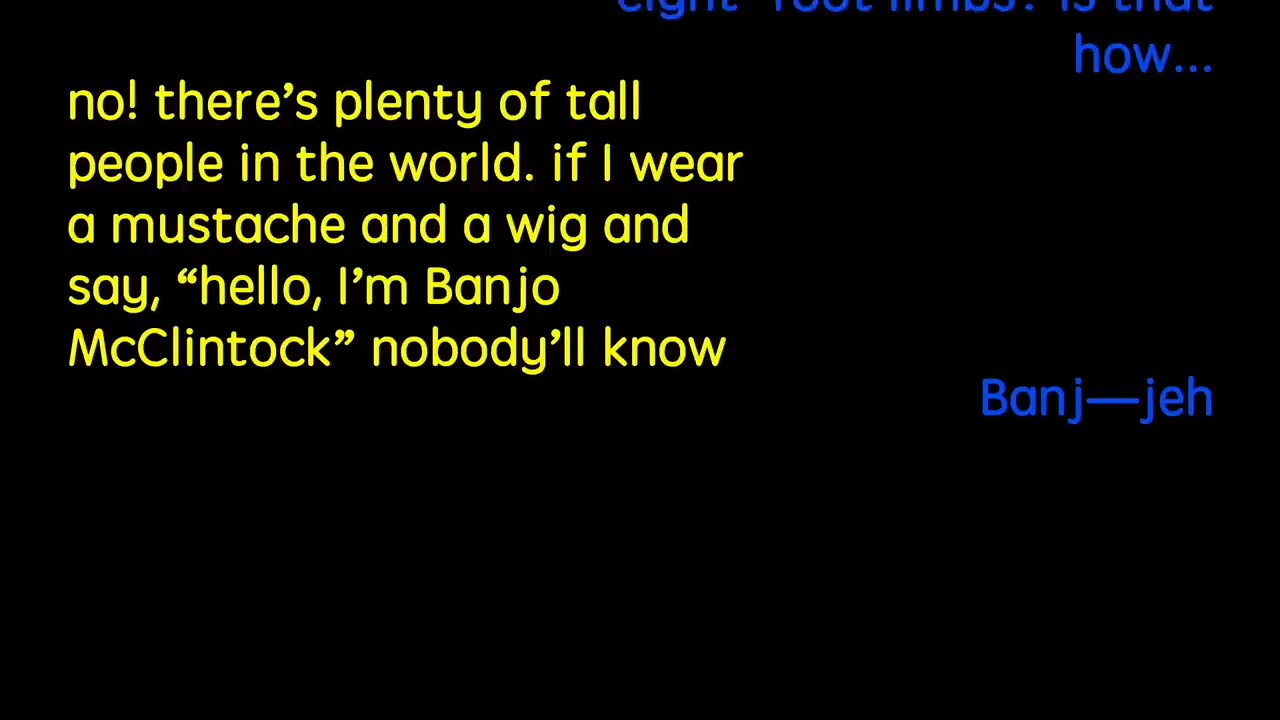 eight-foot limbs? is that
how...
no! there’s plenty of tall
people in the world. if I wear
a mustache and a wig and
say, “hello, I’m Banjo
McClintock” nobody’ll know
Banj—jeh